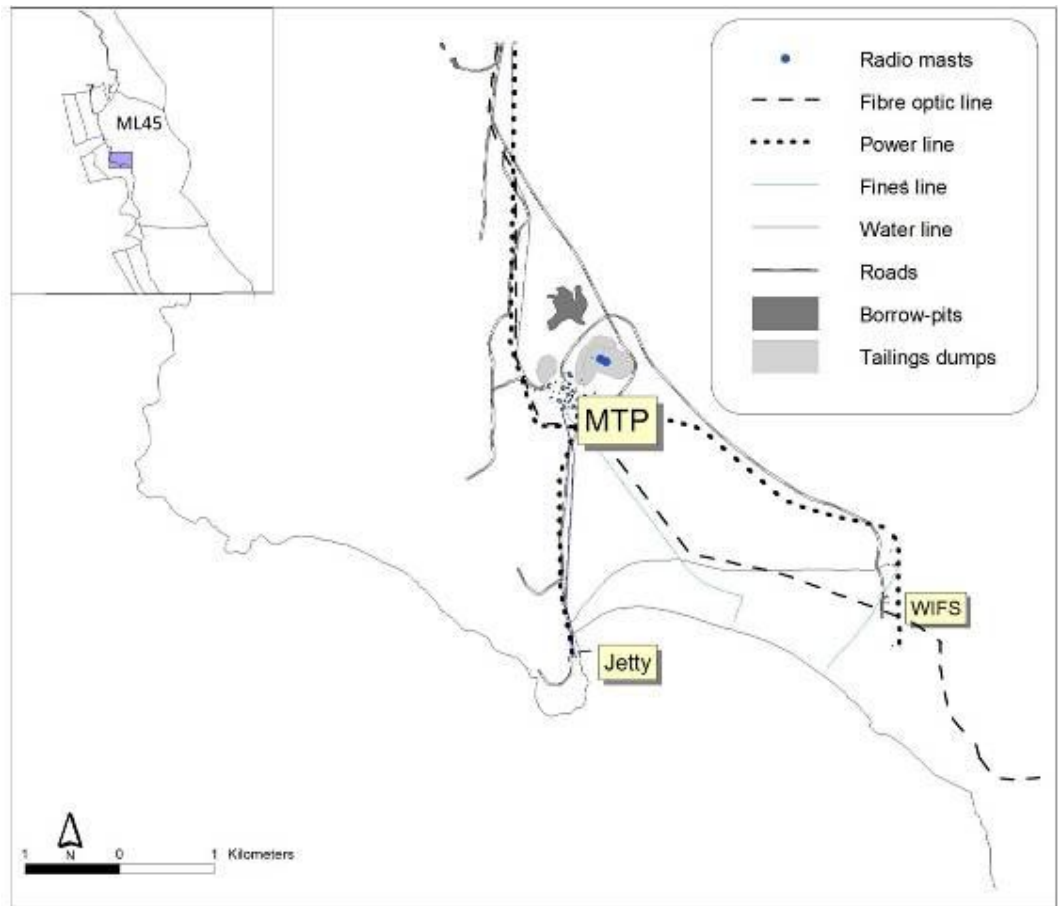 ML45
Radio masts
Fibre optic line
Power line
Fines line
Water line
Roads
Borrow-pits
Tailings dumps
MTP
WIFS
Jetty
N
1 0 1 Kilometers